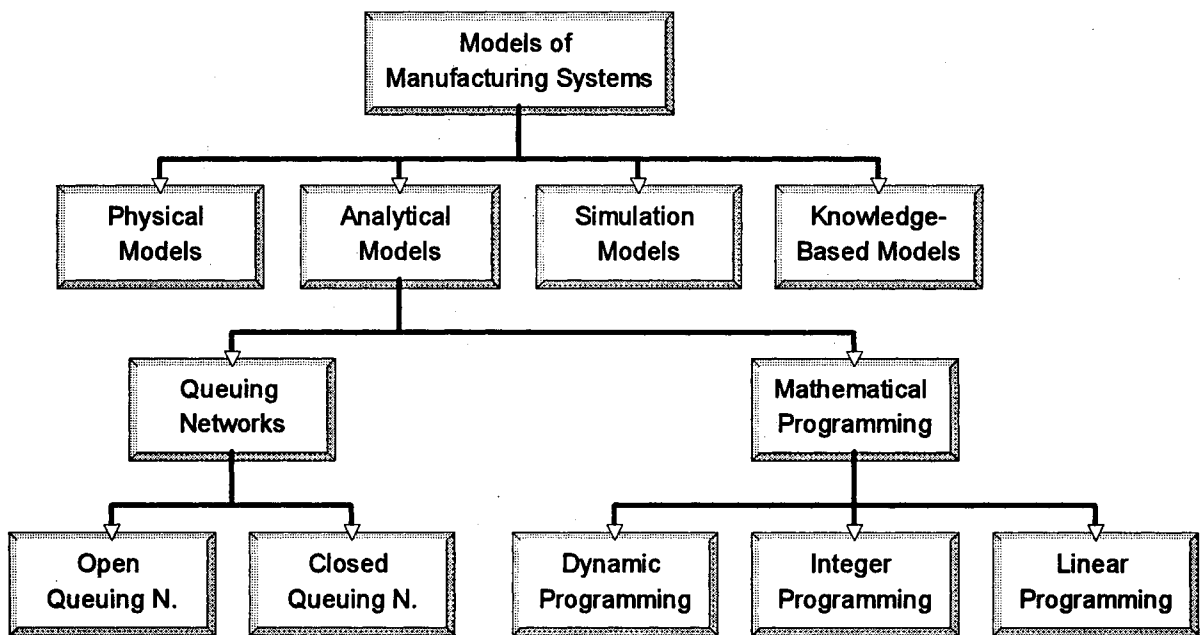 Models of
Manufacturing Systems
Physical
Models
Analytical
Models
Simulation
Models
Knowledge-
Based Models
Queuing
Networks
Mathematical
Programming
Open
Queuing N.
Closed
Queuing N.
Dynamic
Programming
Integer
Programming
Linear
Programming